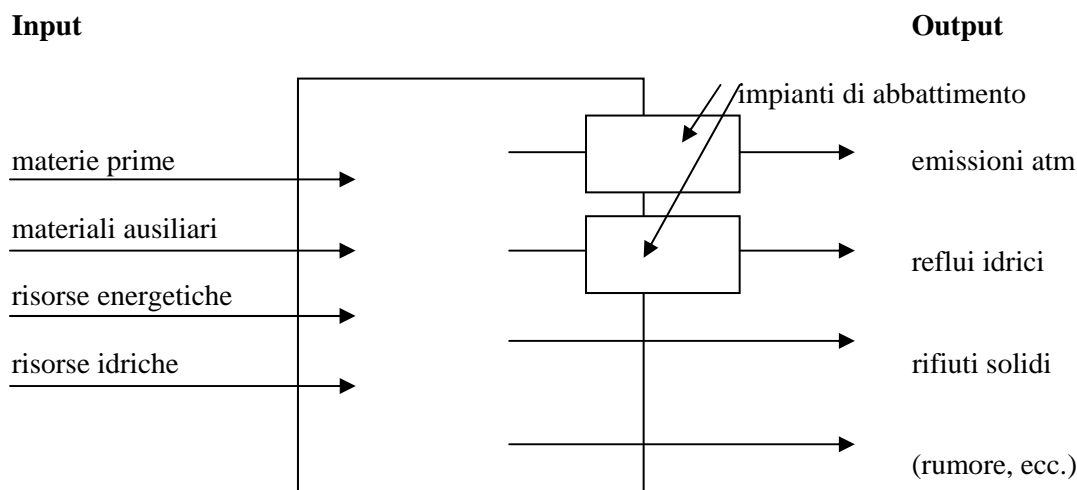 Input
Output
impianti di abbattimento
materie prime
emissioni atm
materiali ausiliari
reflui idrici
risorse energetiche
risorse idriche
rifiuti solidi
(rumore, ecc.)